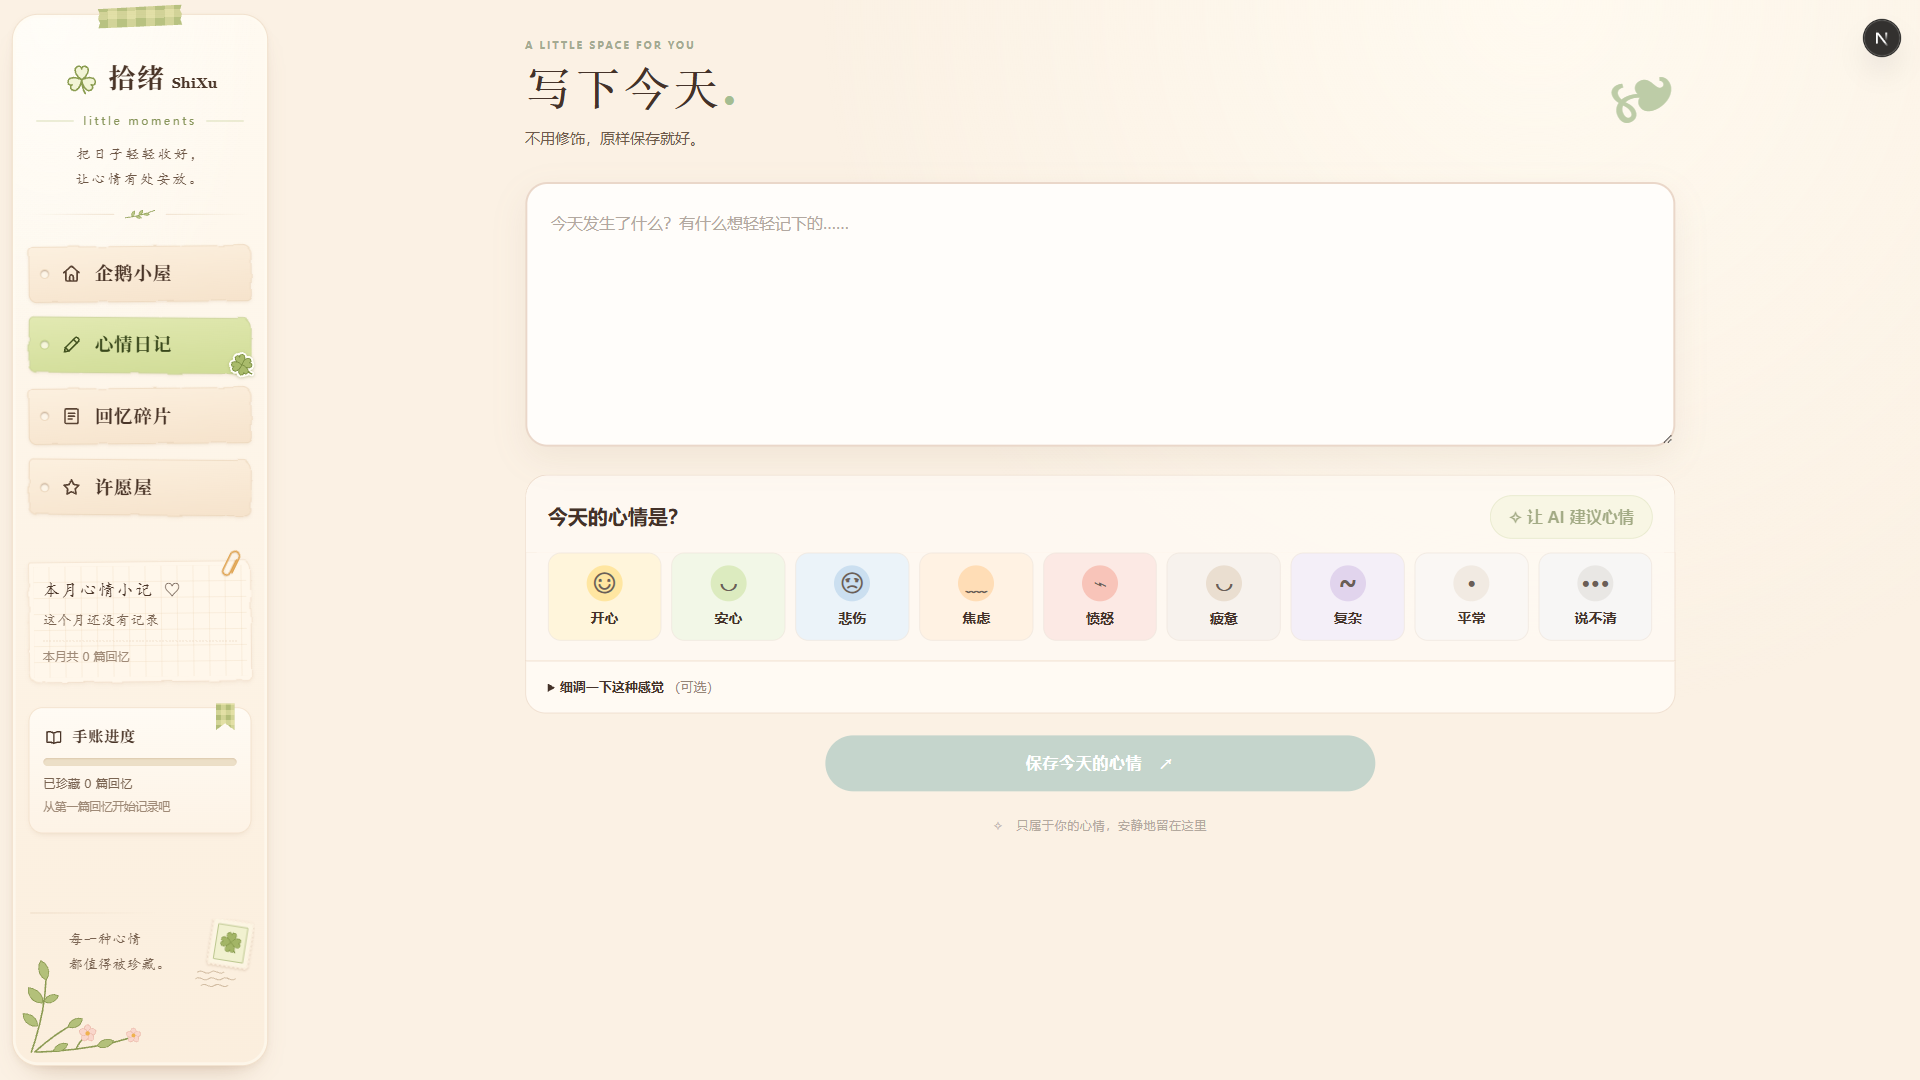 拾绪 ShiXu
little moments
把日子轻轻收好，
让心情有处安放。
企鹅小屋
心情日记
回忆碎片
许愿屋
本月心情小记 ♡
这个月还没有记录
本月共 0 篇回忆
手账进度
已珍藏 0 篇回忆
从第一篇回忆开始记录吧
每一种心情
都值得被珍藏。
A LITTLE SPACE FOR YOU
写下今天.
不用修饰，原样保存就好。
今天发生了什么？有什么想轻轻记下的……
今天的心情是？
✧ 让 AI 建议心情
开心
安心
悲伤
焦虑
愤怒
疲惫
复杂
平常
说不清
▶ 细调一下这种感觉 （可选）
保存今天的心情 ↗
✧ 只属于你的心情，安静地留在这里
N